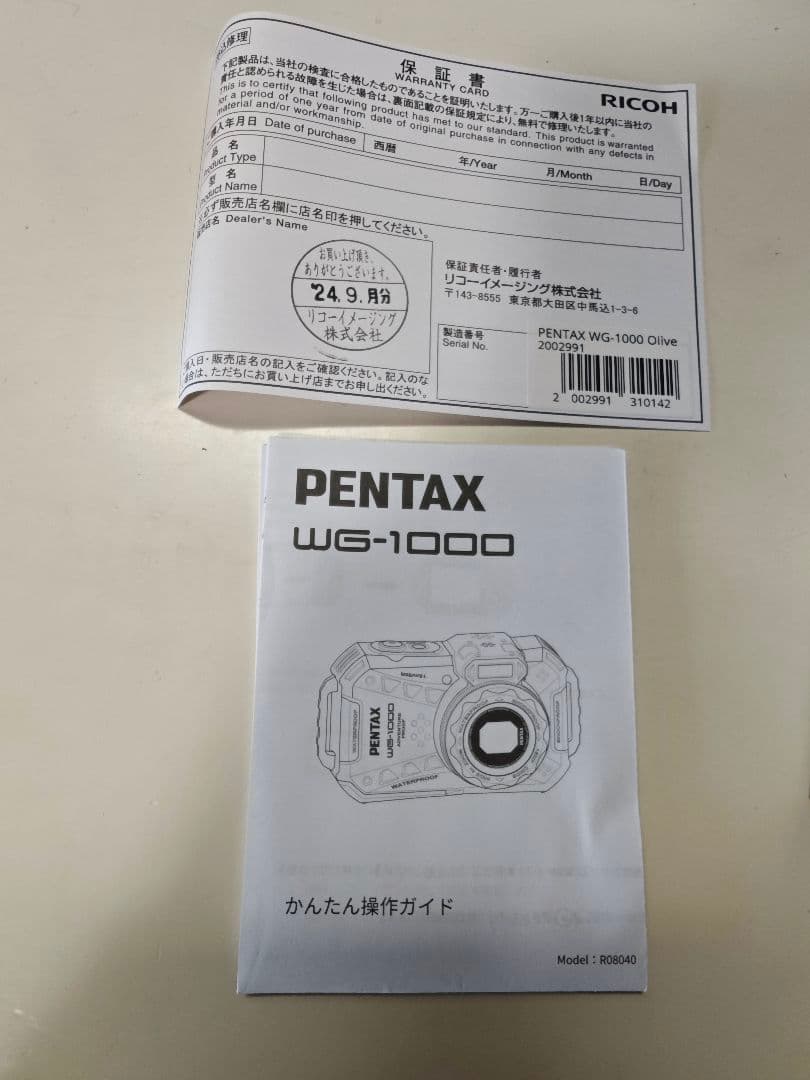 込修理
保証書
WARRANTY CARD
RICOH
下記製品は、当社の検査に合格したものであることを証明いたします。万一ご購入後1年以内に当社の
責任と認められる故障を生じた場合は、裏面記載の保証規定により、無料で修理いたします。
This is to certify that following product has met to our standard. This product is warranted
for a period of one year from date of original purchase in connection with any defects in
material and/or workmanship.
購入年月日 Date of purchase
西暦
年/Year
月/Month
日/Day
品 名
Product Type
型 名
Product Name
必ず販売店名欄に店名印を押してください。
販売店名 Dealer's Name
お買い上げ頂き、
ありがとうございます。
'24.9.月分
リコーイメージング
株式会社
保証責任者・履行者
リコーイメージング株式会社
〒143-8555 東京都大田区中馬込1-3-6
製造番号
Serial No.
PENTAX WG-1000 Olive
2002991
2 002991 310142
購入日・販売店名の記入をご確認ください。記入のな
場合は、ただちにお買い上げ店までお申し出ください。
PENTAX
WG-1000
WATERPROOF
PENTAX
WG-1000
ADVENTURE
PROOF
WATERPROOF
かんたん操作ガイド
Model：R08040